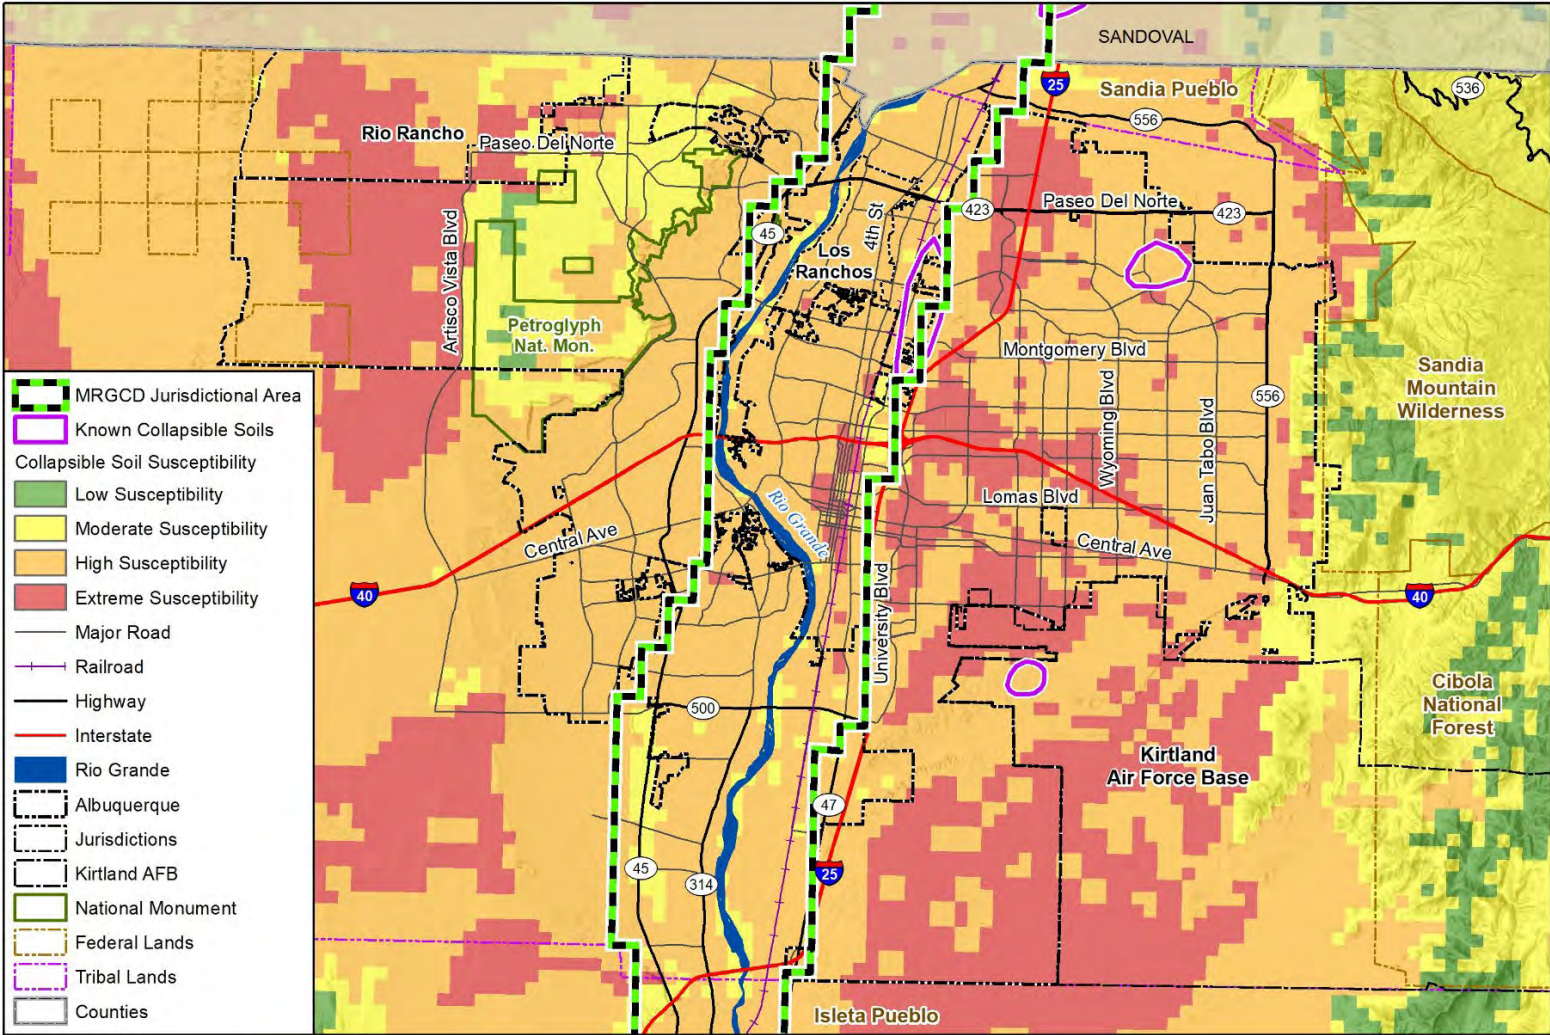 SANDOVAL
25
Sandia Pueblo
536
556
Rio Rancho
Paseo Del Norte
Paseo Del Norte
423
423
45
4th St
Los
Ranchos
Artisco Vista Blvd
Petroglyph
Nat. Mon.
Montgomery Blvd
Sandia
Mountain
Wilderness
556
Wyoming Blvd
Juan Tabo Blvd
Lomas Blvd
Rio Grande
Central Ave
Central Ave
40
40
University Blvd
500
Cibola
National
Forest
Kirtland
Air Force Base
47
45
314
25
Isleta Pueblo
MRGCD Jurisdictional Area
Known Collapsible Soils
Collapsible Soil Susceptibility
Low Susceptibility
Moderate Susceptibility
High Susceptibility
Extreme Susceptibility
Major Road
Railroad
Highway
Interstate
Rio Grande
Albuquerque
Jurisdictions
Kirtland AFB
National Monument
Federal Lands
Tribal Lands
Counties